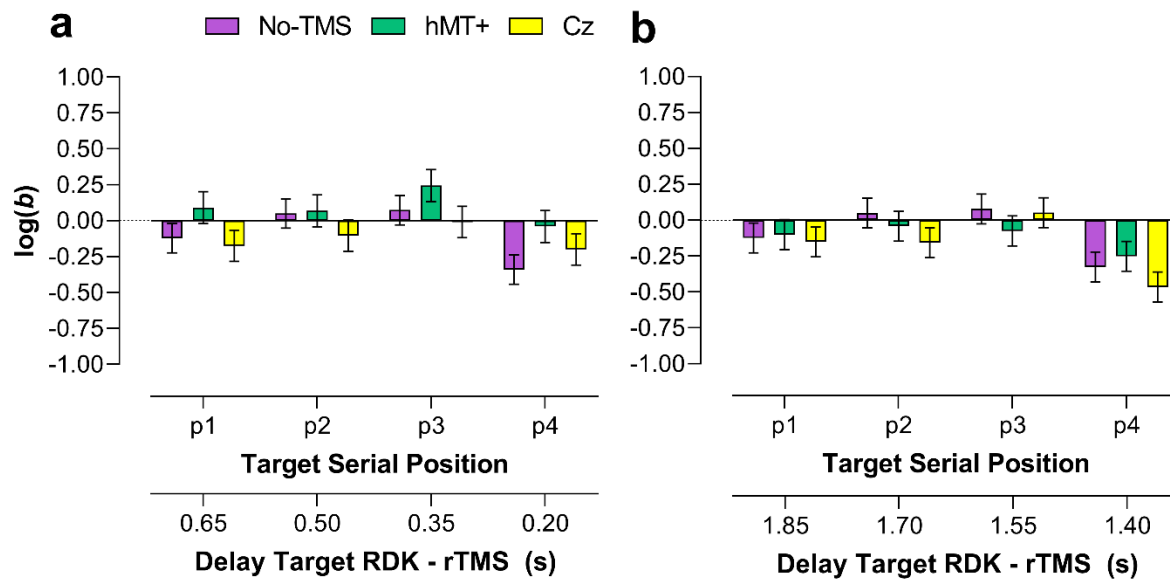 a
No-TMS hMT+ Cz
b
log(b)
1.00
0.75
0.50
0.25
0.00
-0.25
-0.50
-0.75
-1.00
p1 p2 p3 p4
Target Serial Position
0.65 0.50 0.35 0.20
Delay Target RDK - rTMS (s)
1.00
0.75
0.50
0.25
0.00
-0.25
-0.50
-0.75
-1.00
p1 p2 p3 p4
Target Serial Position
1.85 1.70 1.55 1.40
Delay Target RDK - rTMS (s)